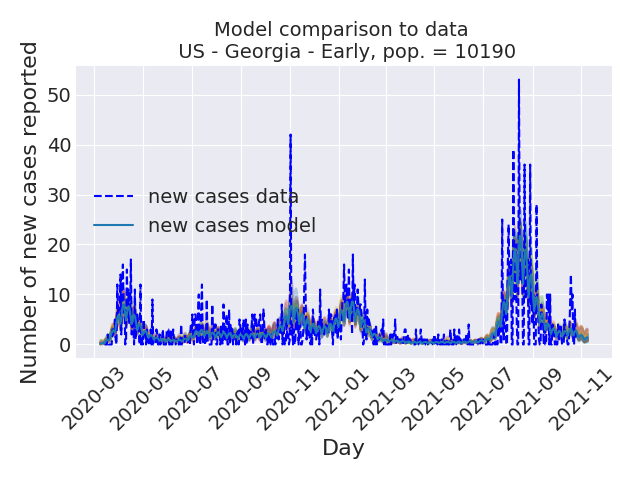 Model comparison to data
US - Georgia - Early, pop. = 10190
Number of new cases reported
50
40
30
20
10
0
new cases data
new cases model
2020-03
2020-05
2020-07
2020-09
2020-11
2021-01
2021-03
2021-05
2021-07
2021-09
2021-11
Day